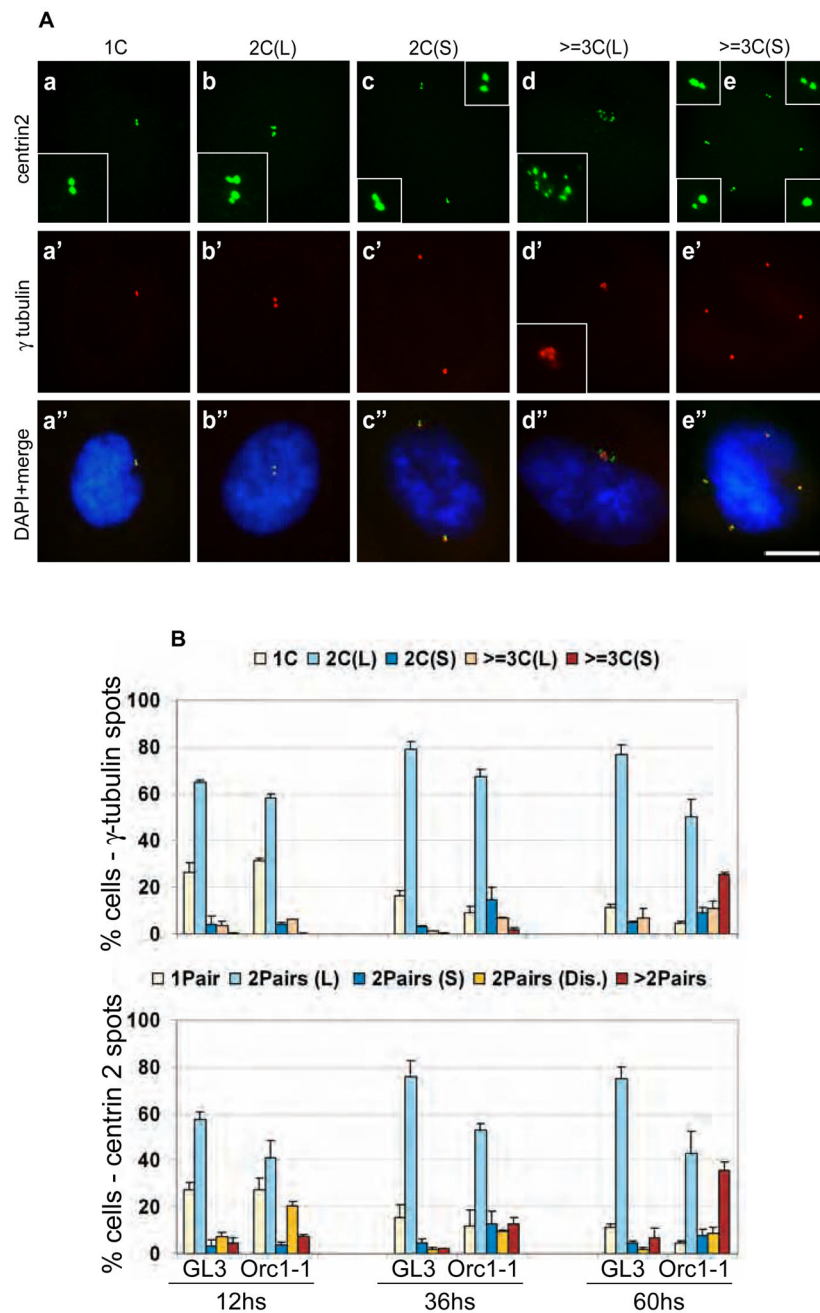 A
1C 2C(L) 2C(S) >=3C(L) >=3C(S)
centrin2
a b c d e
γ tubulin
a’ b’ c’ d’ e’
DAPI+merge
a” b” c” d” e”
B
1C 2C(L) 2C(S) >=3C(L) >=3C(S)
% cells - γ-tubulin spots
100
80
60
40
20
0
1Pair 2Pairs (L) 2Pairs (S) 2Pairs (Dis.) >2Pairs
% cells - centrin 2 spots
100
80
60
40
20
0
GL3 Orc1-1 GL3 Orc1-1 GL3 Orc1-1
12hs 36hs 60hs